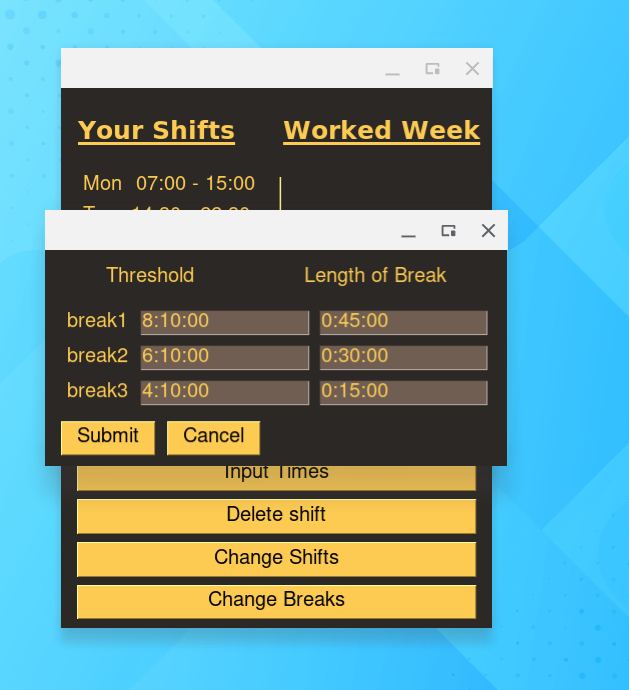 Your Shifts Worked Week
Mon 07:00 - 15:00
Threshold Length of Break
break1 8:10:00 0:45:00
break2 6:10:00 0:30:00
break3 4:10:00 0:15:00
Submit Cancel
Input Times
Delete shift
Change Shifts
Change Breaks